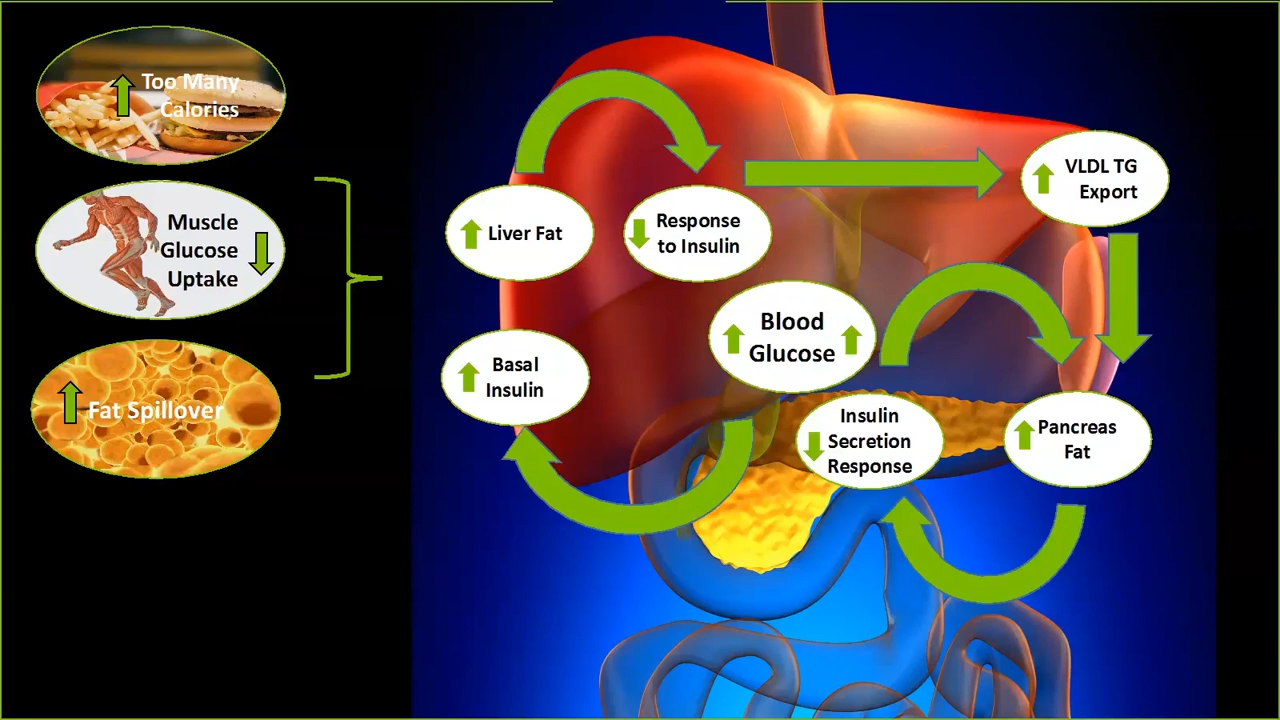 Too Many
Calories
Muscle
Glucose
Uptake
Fat Spillover
Liver Fat
Response
to Insulin
VLDL TG
Export
Blood
Glucose
Basal
Insulin
Insulin
Secretion
Response
Pancreas
Fat